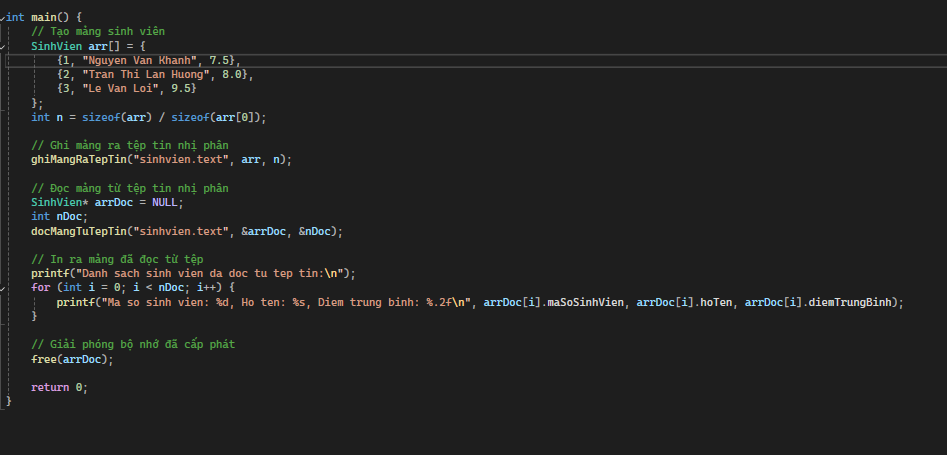 int main() {
    // Tạo mảng sinh viên
    SinhVien arr[] = {
        {1, "Nguyen Van Khanh", 7.5},
        {2, "Tran Thi Lan Huong", 8.0},
        {3, "Le Van Loi", 9.5}
    };
    int n = sizeof(arr) / sizeof(arr[0]);
    // Ghi mảng ra tệp tin nhị phân
    ghiMangRaTepTin("sinhvien.text", arr, n);
    // Đọc mảng từ tệp tin nhị phân
    SinhVien* arrDoc = NULL;
    int nDoc;
    docMangTuTepTin("sinhvien.text", &arrDoc, &nDoc);
    // In ra mảng đã đọc từ tệp
    printf("Danh sach sinh vien da doc tu tep tin:\n");
    for (int i = 0; i < nDoc; i++) {
        printf("Ma so sinh vien: %d, Ho ten: %s, Diem trung binh: %.2f\n", arrDoc[i].maSoSinhVien, arrDoc[i].hoTen, arrDoc[i].diemTrungBinh);
    }
    // Giải phóng bộ nhớ đã cấp phát
    free(arrDoc);
    return 0;
}